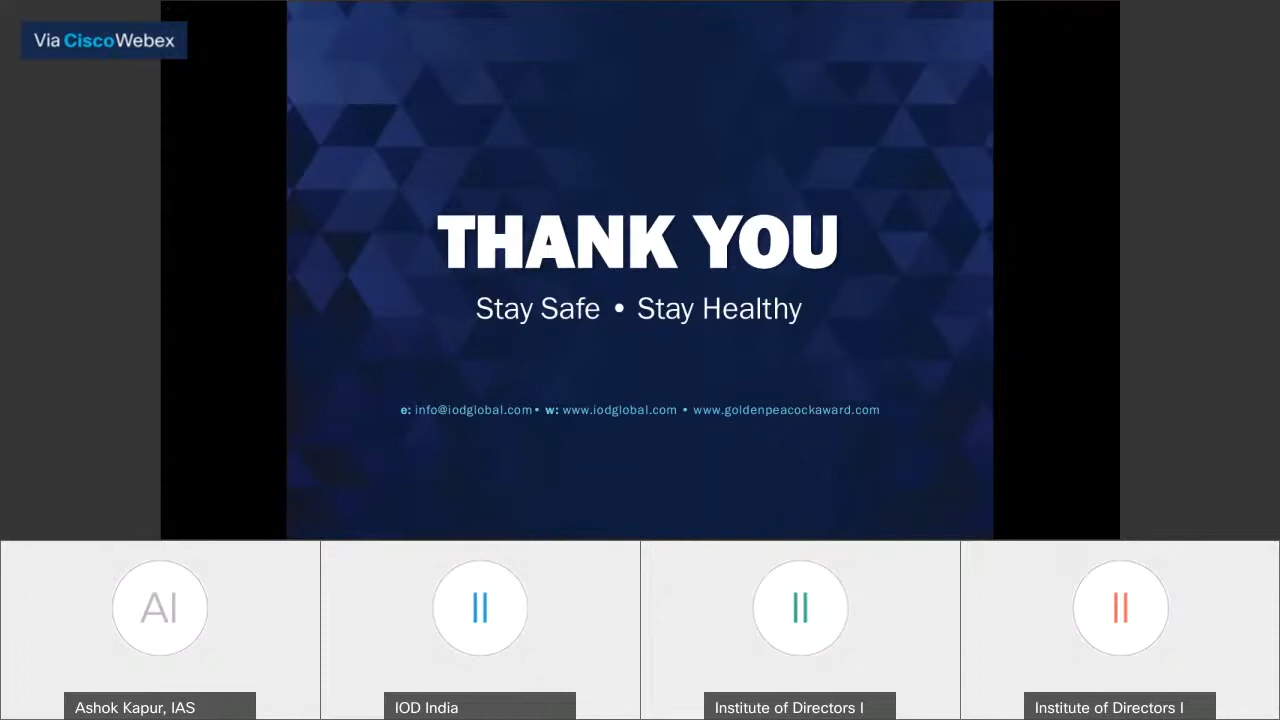 Via CiscoWebex
THANK YOU
Stay Safe • Stay Healthy
e: info@iodglobal.com • w: www.iodglobal.com • www.goldenpeacockaward.com
AI
II
II
II
Ashok Kapur, IAS
IOD India
Institute of Directors I
Institute of Directors I